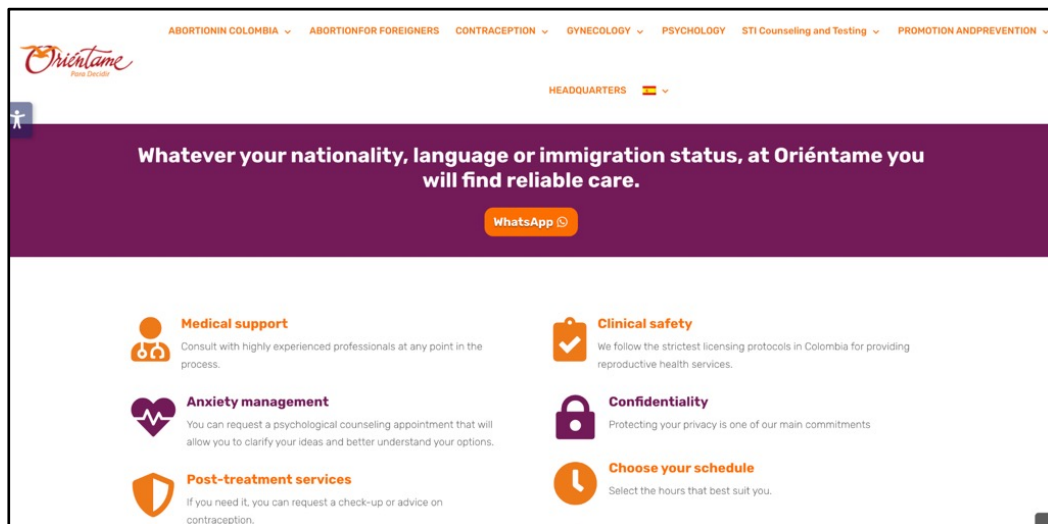 ABORTIONIN COLOMBIA ABORTIONFOR FOREIGNERS CONTRACEPTION GYNECOLOGY PSYCHOLOGY STI Counseling and Testing PROMOTION ANDPREVENTION
Oriéntame
Para Decidir
HEADQUARTERS
Whatever your nationality, language or immigration status, at Oriéntame you
will find reliable care.
WhatsApp
Medical support
Consult with highly experienced professionals at any point in the
process.
Clinical safety
We follow the strictest licensing protocols in Colombia for providing
reproductive health services.
Anxiety management
You can request a psychological counseling appointment that will
allow you to clarify your ideas and better understand your options.
Confidentiality
Protecting your privacy is one of our main commitments
Post-treatment services
If you need it, you can request a check-up or advice on
contraception.
Choose your schedule
Select the hours that best suit you.